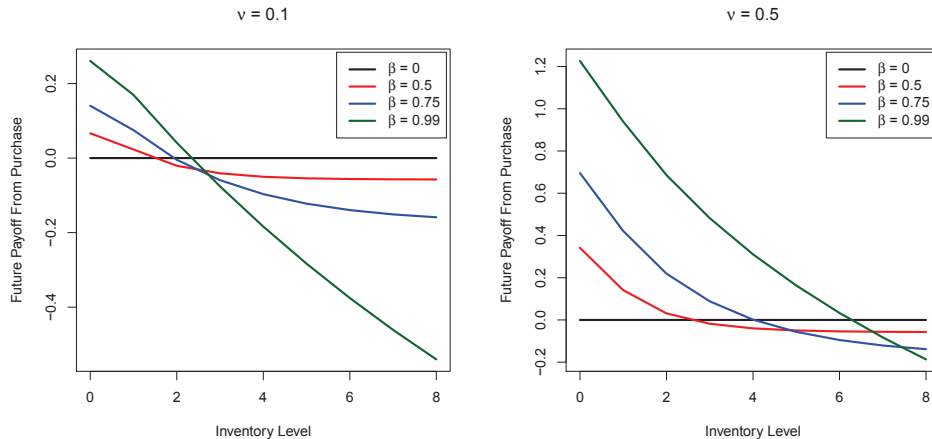 ν = 0.1
Future Payoff From Purchase
0.2
0.0
−0.2
−0.4
β = 0
β = 0.5
β = 0.75
β = 0.99
0 2 4 6 8
Inventory Level
ν = 0.5
Future Payoff From Purchase
1.2
1.0
0.8
0.6
0.4
0.2
0.0
−0.2
β = 0
β = 0.5
β = 0.75
β = 0.99
0 2 4 6 8
Inventory Level